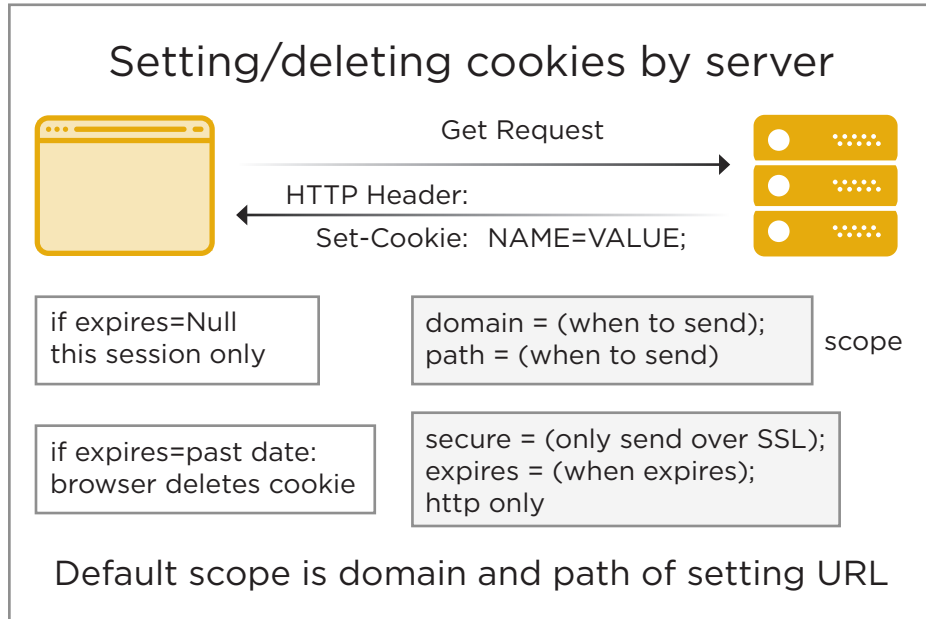 Setting/deleting cookies by server
Get Request
HTTP Header:
Set-Cookie: NAME=VALUE;
if expires=Null
this session only
domain = (when to send);
path = (when to send)
scope
if expires=past date:
browser deletes cookie
secure = (only send over SSL);
expires = (when expires);
http only
Default scope is domain and path of setting URL